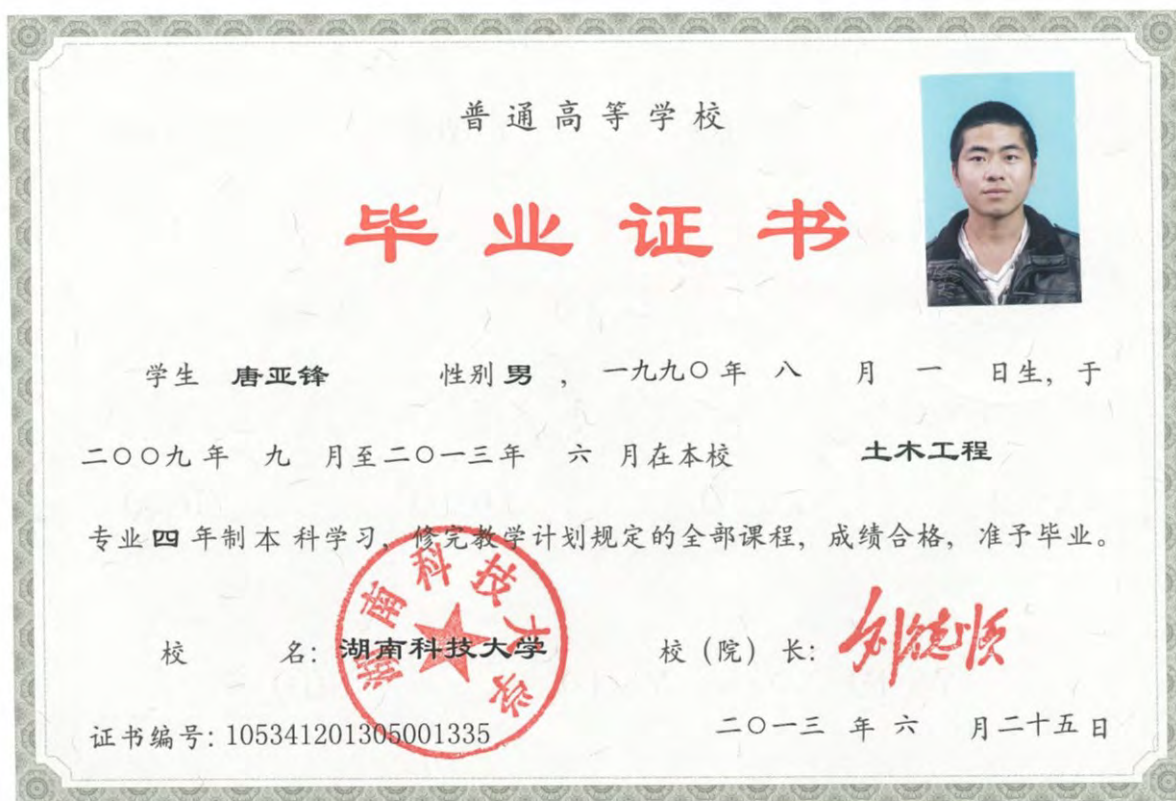 普通高等学校
毕业证书
学生 唐亚锋 性别 男 , 一九九〇年 八 月 一 日生, 于
二〇〇九年 九 月至二〇一三年 六 月在本校 土木工程
专业 四 年制 本 科学习, 修完教学计划规定的全部课程, 成绩合格, 准予毕业。
湖南科技大学
校 名: 湖南科技大学 校 (院) 长: 刘德顺
证书编号: 105341201305001335 二〇一三 年 六 月二十五日